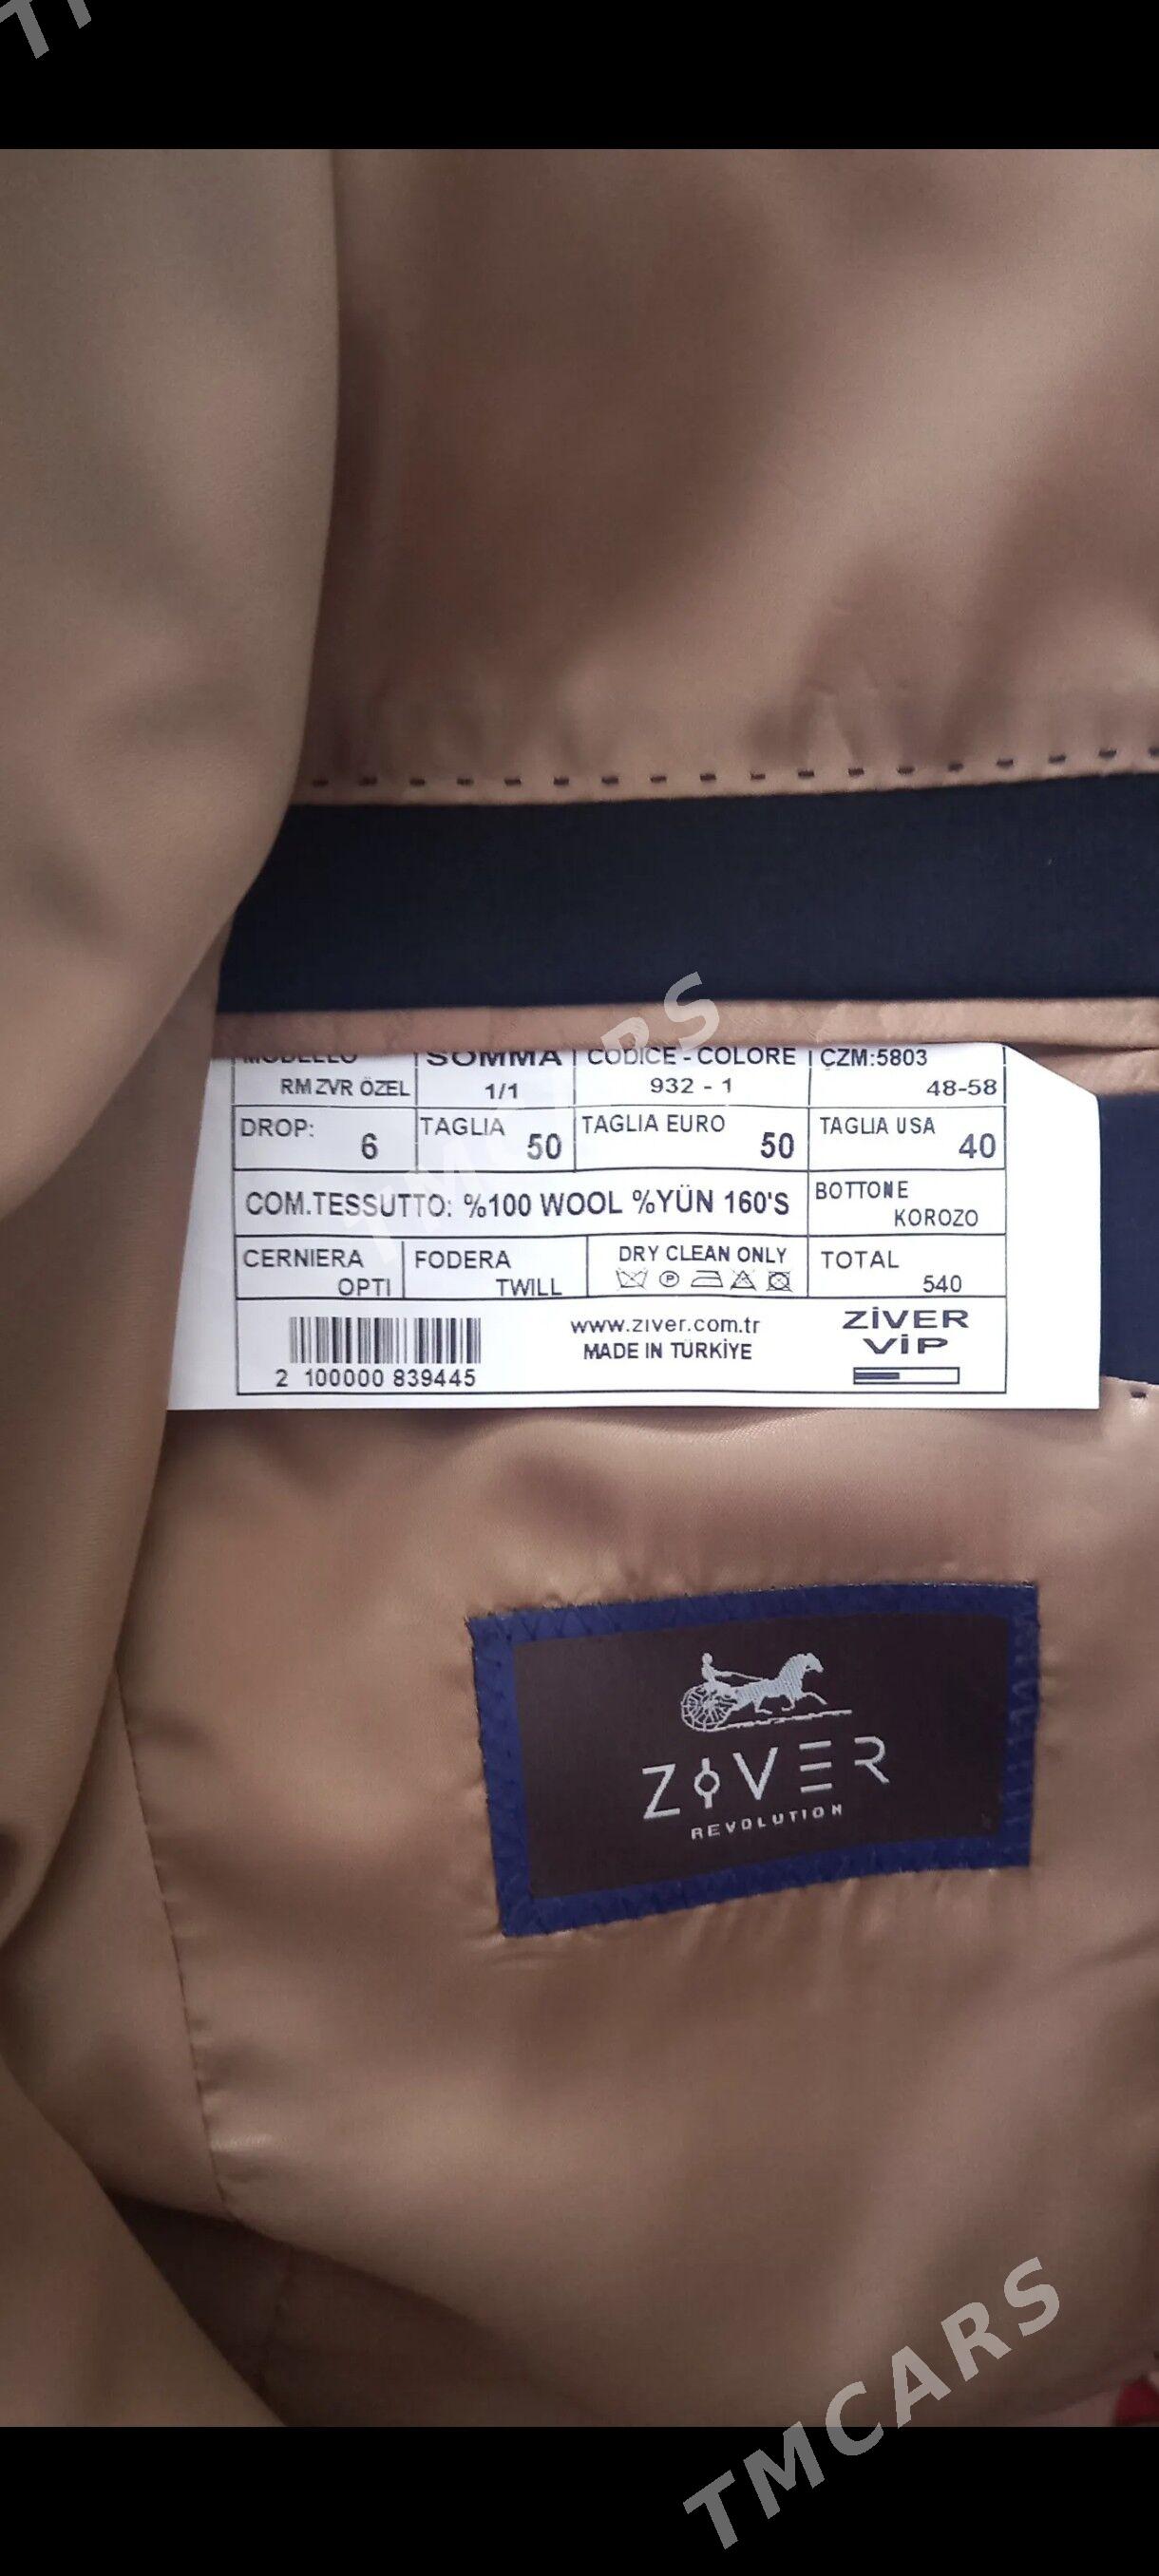 MODELLO SOMMA CODICE - COLORE ÇZM:5803
RM ZVR ÖZEL 1/1 932 - 1 48-58
DROP: 6 TAGLIA 50 TAGLIA EURO 50 TAGLIA USA 40
COM.TESSUTTO: %100 WOOL %YÜN 160'S BOTTONE
KOROZO
CERNIERA FODERA DRY CLEAN ONLY TOTAL
OPTI TWILL P 540
www.zıver.com.tr ZİVER
MADE IN TÜRKİYE VİP
2 100000 839445
ZIVER
REVOLUTION
TMCARS
TMCARS